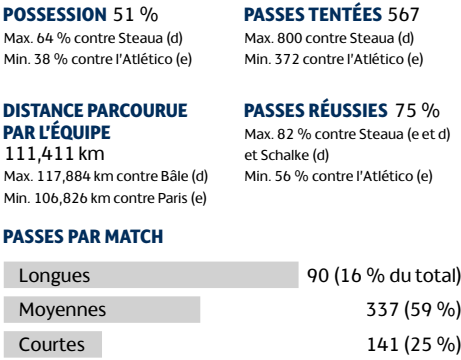 POSSESSION 51 %
Max. 64 % contre Steaua (d)
Min. 38 % contre l'Atlético (e)
PASSES TENTÉES 567
Max. 800 contre Steaua (d)
Min. 372 contre l'Atlético (e)
DISTANCE PARCOURUE
PAR L'ÉQUIPE
111,411 km
Max. 117,884 km contre Bâle (d)
Min. 106,826 km contre Paris (e)
PASSES RÉUSSIES 75 %
Max. 82 % contre Steaua (e et d)
et Schalke (d)
Min. 56 % contre l'Atlético (e)
PASSES PAR MATCH
Longues 90 (16 % du total)
Moyennes 337 (59 %)
Courtes 141 (25 %)